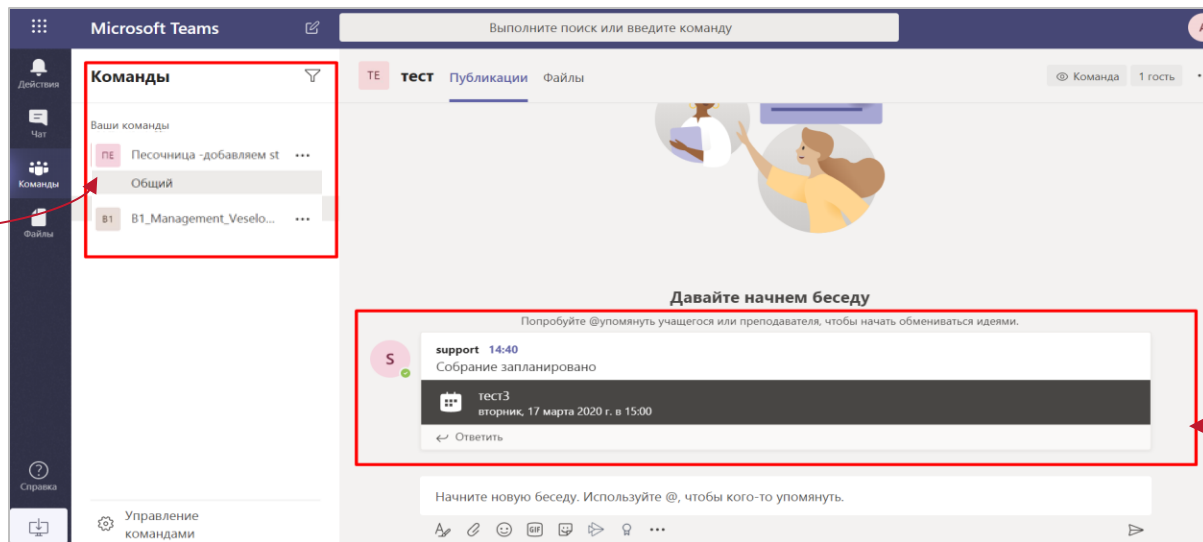 Microsoft Teams
Выполните поиск или введите команду
A
Действия
Чат
Команды
Файлы
Справка
Команды
Ваши команды
ПЕ Песочница -добавляем st ...
Общий
B1 B1_Management_Veselo... ...
Управление
командами
ТЕ тест Публикации Файлы
Команда 1 гость
Давайте начнем беседу
Попробуйте @упомянуть учащегося или преподавателя, чтобы начать обмениваться идеями.
S
support 14:40
Собрание запланировано
тест3
вторник, 17 марта 2020 г. в 15:00
Ответить
Начните новую беседу. Используйте @, чтобы кого-то упомянуть.
GIF